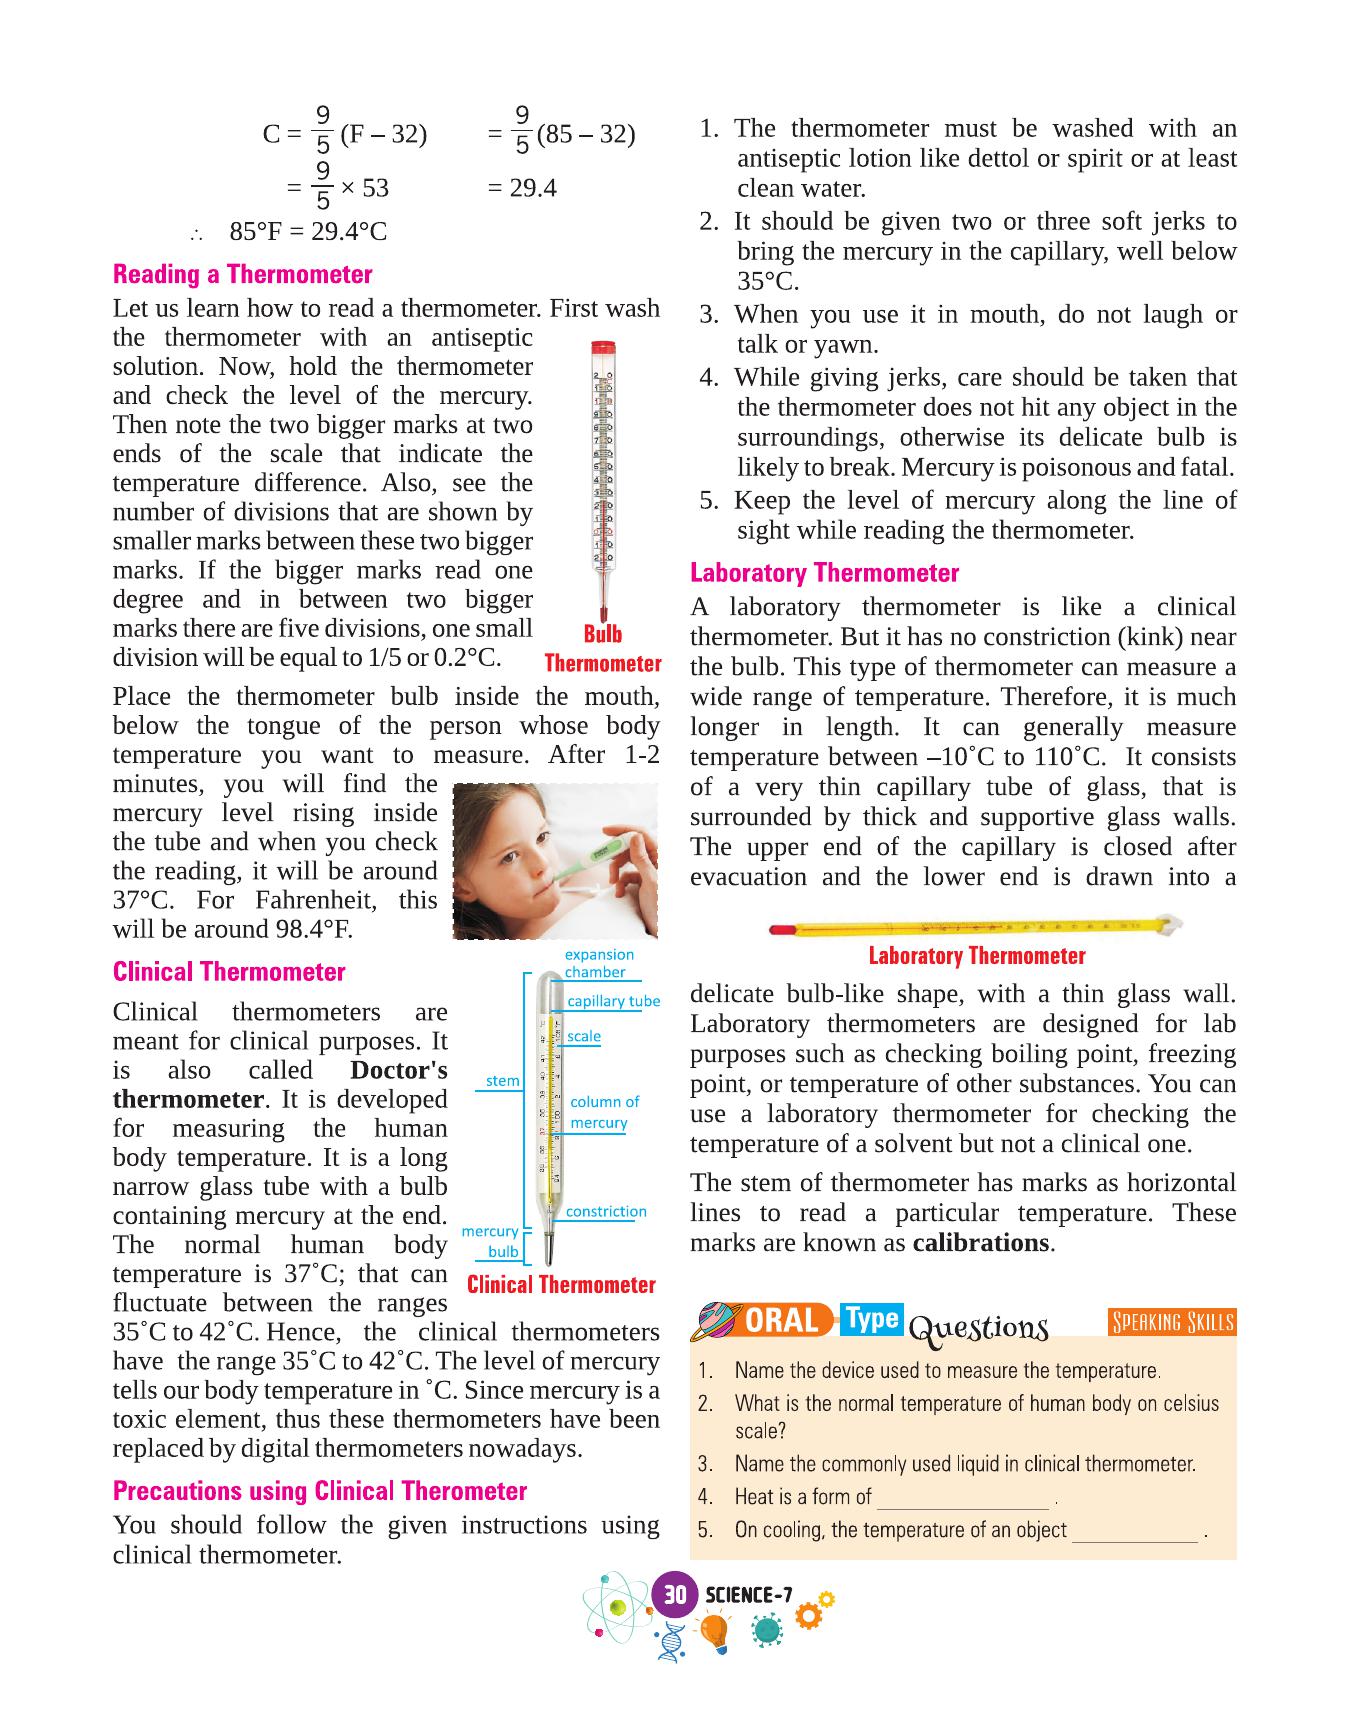 C = 9/5 (F – 32) = 9/5 (85 – 32)
= 9/5 × 53 = 29.4
∴ 85°F = 29.4°C
Reading a Thermometer
Let us learn how to read a thermometer. First wash
the thermometer with an antiseptic
solution. Now, hold the thermometer
and check the level of the mercury.
Then note the two bigger marks at two
ends of the scale that indicate the
temperature difference. Also, see the
number of divisions that are shown by
smaller marks between these two bigger
marks. If the bigger marks read one
degree and in between two bigger
marks there are five divisions, one small
division will be equal to 1/5 or 0.2°C.
Bulb
Thermometer
Place the thermometer bulb inside the mouth,
below the tongue of the person whose body
temperature you want to measure. After 1-2
minutes, you will find the
mercury level rising inside
the tube and when you check
the reading, it will be around
37°C. For Fahrenheit, this
will be around 98.4°F.
Clinical Thermometer
Clinical thermometers are
meant for clinical purposes. It
is also called Doctor's
thermometer. It is developed
for measuring the human
body temperature. It is a long
narrow glass tube with a bulb
containing mercury at the end.
The normal human body
temperature is 37˚C; that can
fluctuate between the ranges
35˚C to 42˚C. Hence, the clinical thermometers
have the range 35˚C to 42˚C. The level of mercury
tells our body temperature in ˚C. Since mercury is a
toxic element, thus these thermometers have been
replaced by digital thermometers nowadays.
expansion
chamber
capillary tube
scale
stem
column of
mercury
constriction
mercury
bulb
Clinical Thermometer
Precautions using Clinical Therometer
You should follow the given instructions using
clinical thermometer.
1. The thermometer must be washed with an
antiseptic lotion like dettol or spirit or at least
clean water.
2. It should be given two or three soft jerks to
bring the mercury in the capillary, well below
35°C.
3. When you use it in mouth, do not laugh or
talk or yawn.
4. While giving jerks, care should be taken that
the thermometer does not hit any object in the
surroundings, otherwise its delicate bulb is
likely to break. Mercury is poisonous and fatal.
5. Keep the level of mercury along the line of
sight while reading the thermometer.
Laboratory Thermometer
A laboratory thermometer is like a clinical
thermometer. But it has no constriction (kink) near
the bulb. This type of thermometer can measure a
wide range of temperature. Therefore, it is much
longer in length. It can generally measure
temperature between –10˚C to 110˚C. It consists
of a very thin capillary tube of glass, that is
surrounded by thick and supportive glass walls.
The upper end of the capillary is closed after
evacuation and the lower end is drawn into a
Laboratory Thermometer
delicate bulb-like shape, with a thin glass wall.
Laboratory thermometers are designed for lab
purposes such as checking boiling point, freezing
point, or temperature of other substances. You can
use a laboratory thermometer for checking the
temperature of a solvent but not a clinical one.
The stem of thermometer has marks as horizontal
lines to read a particular temperature. These
marks are known as calibrations.
ORAL Type Questions SPEAKING SKILLS
1. Name the device used to measure the temperature.
2. What is the normal temperature of human body on celsius
scale?
3. Name the commonly used liquid in clinical thermometer.
4. Heat is a form of ____________ .
5. On cooling, the temperature of an object _________ .
30 SCIENCE-7